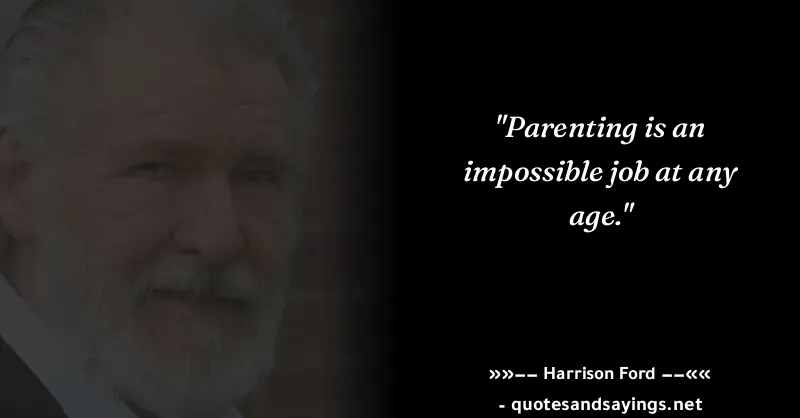 "Parenting is an
impossible job at any
age."
»»–– Harrison Ford ––««
- quotesandsayings.net